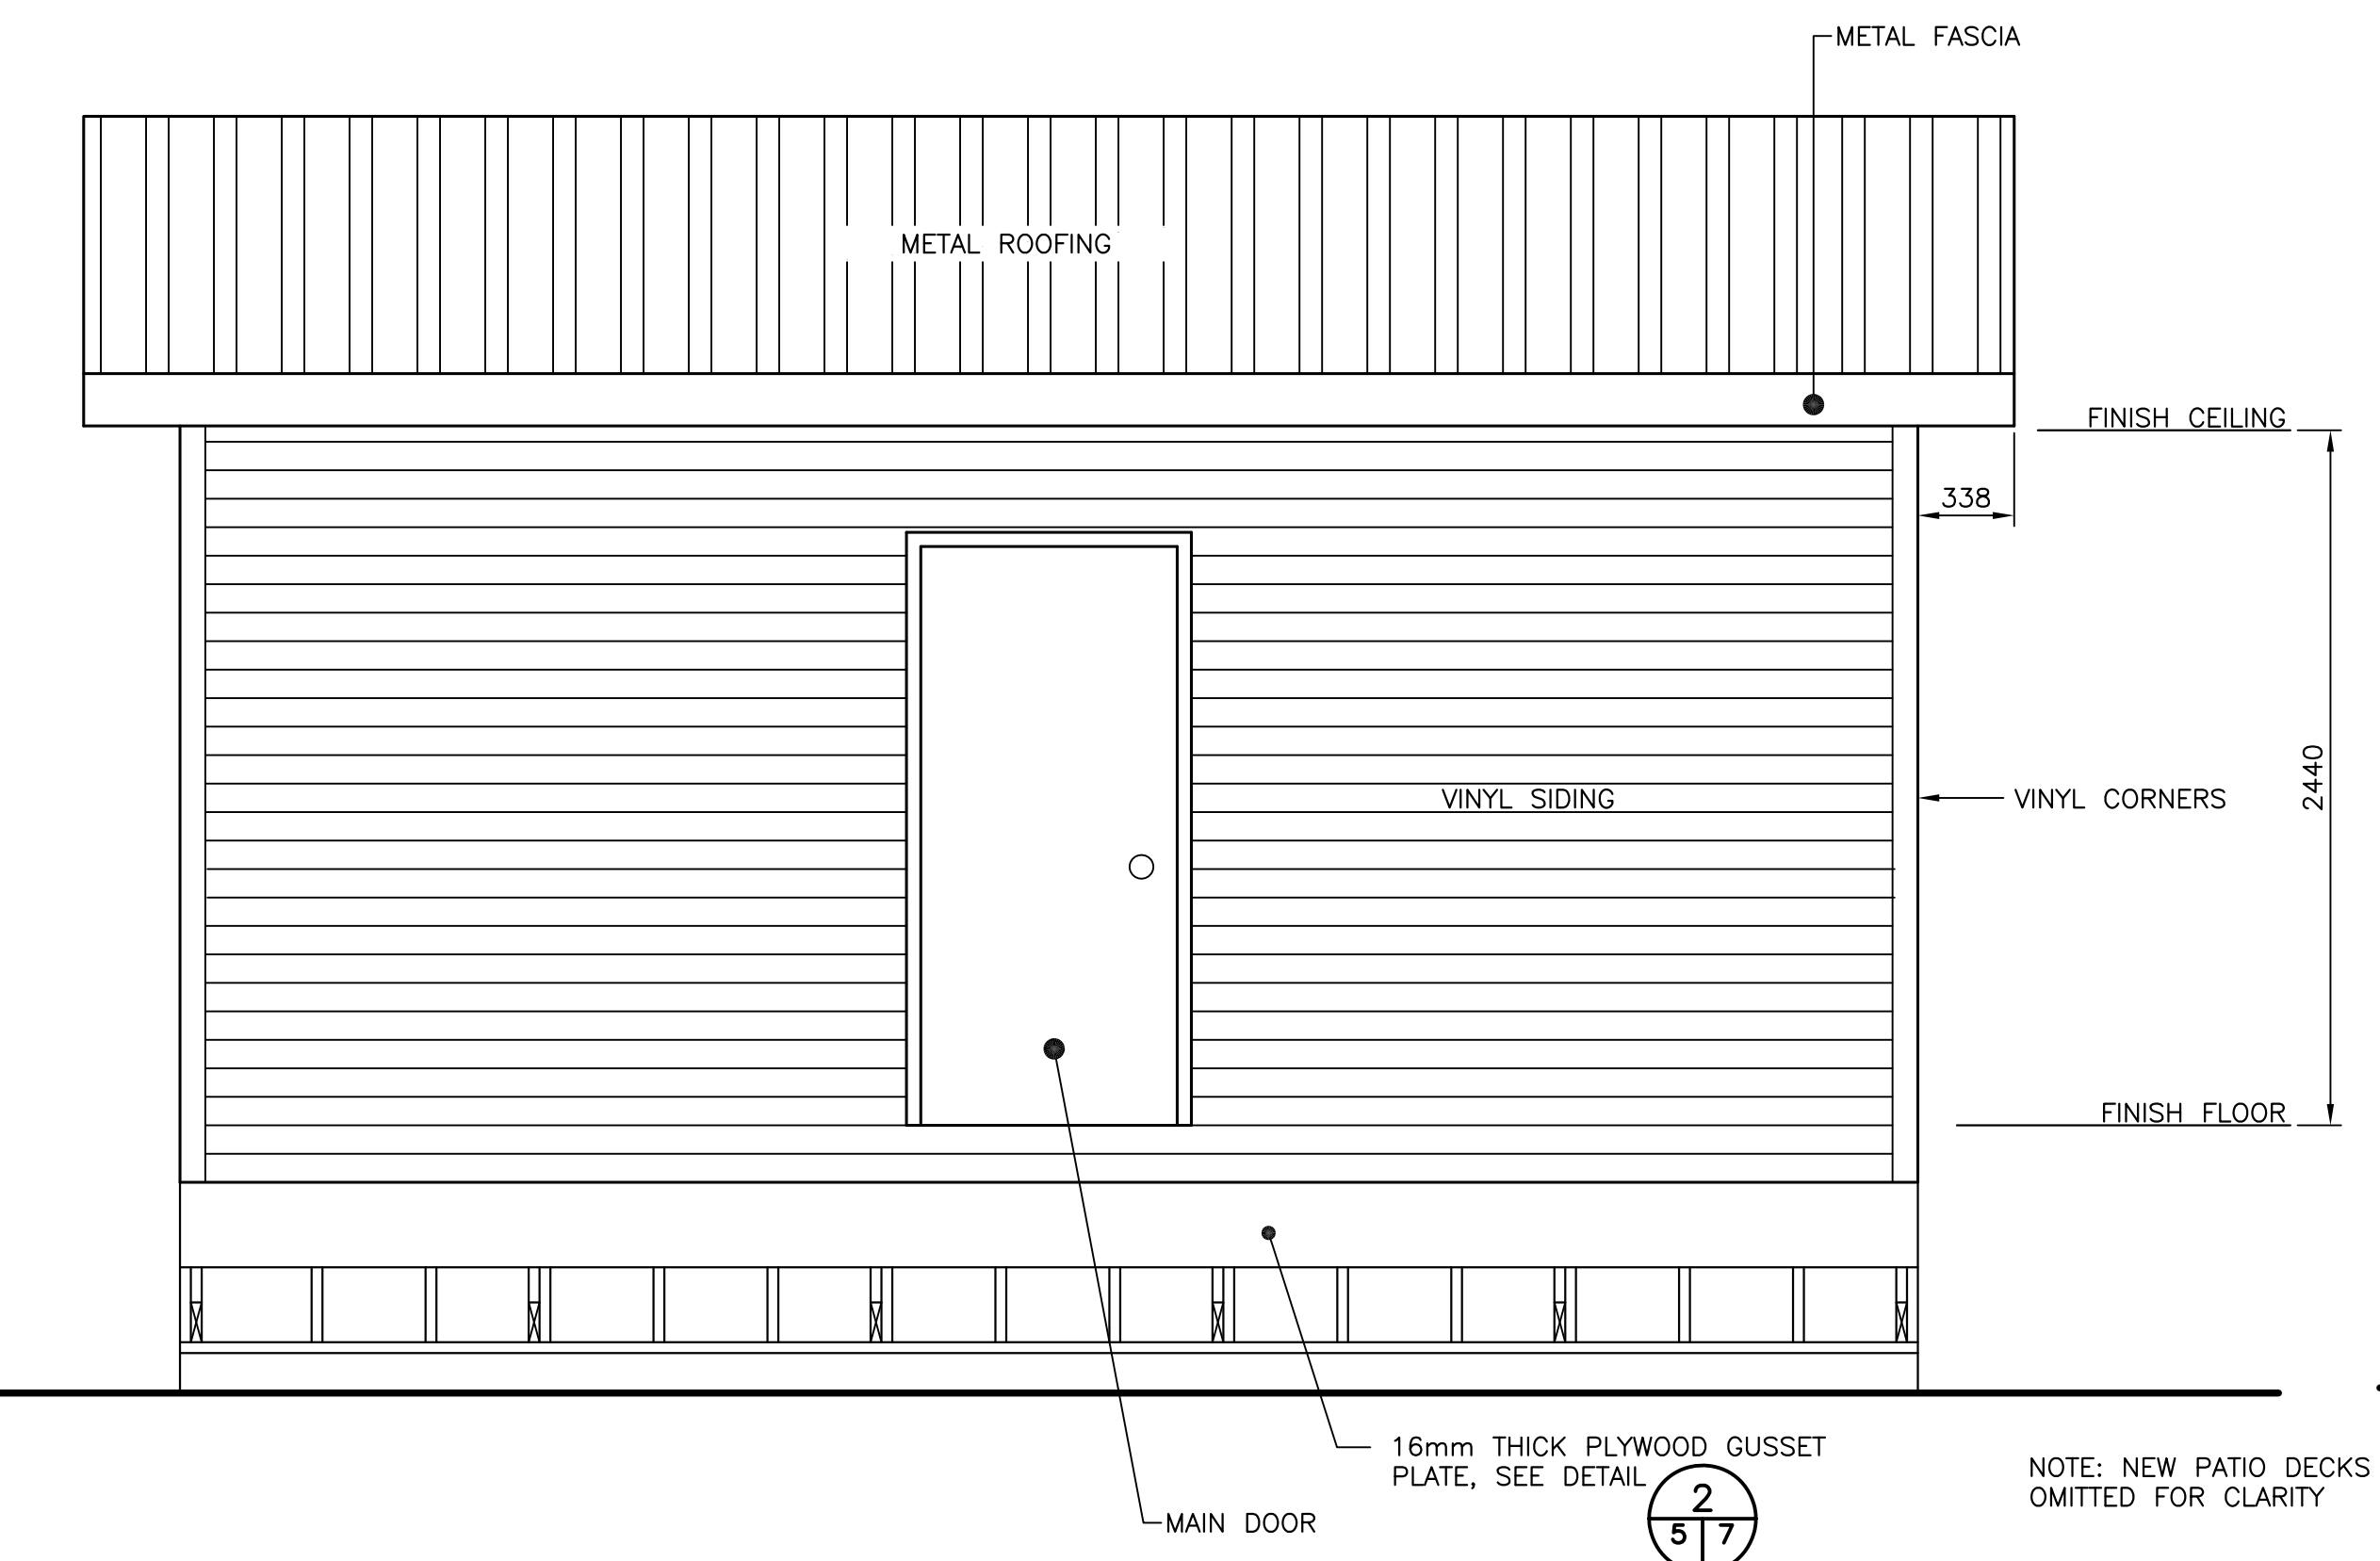 METAL FASCIA
METAL ROOFING
FINISH CEILING
338
2440
VINYL SIDING
VINYL CORNERS
FINISH FLOOR
16mm THICK PLYWOOD GUSSET
PLATE, SEE DETAIL
2
5 7
MAIN DOOR
NOTE: NEW PATIO DECKS
OMITTED FOR CLARITY